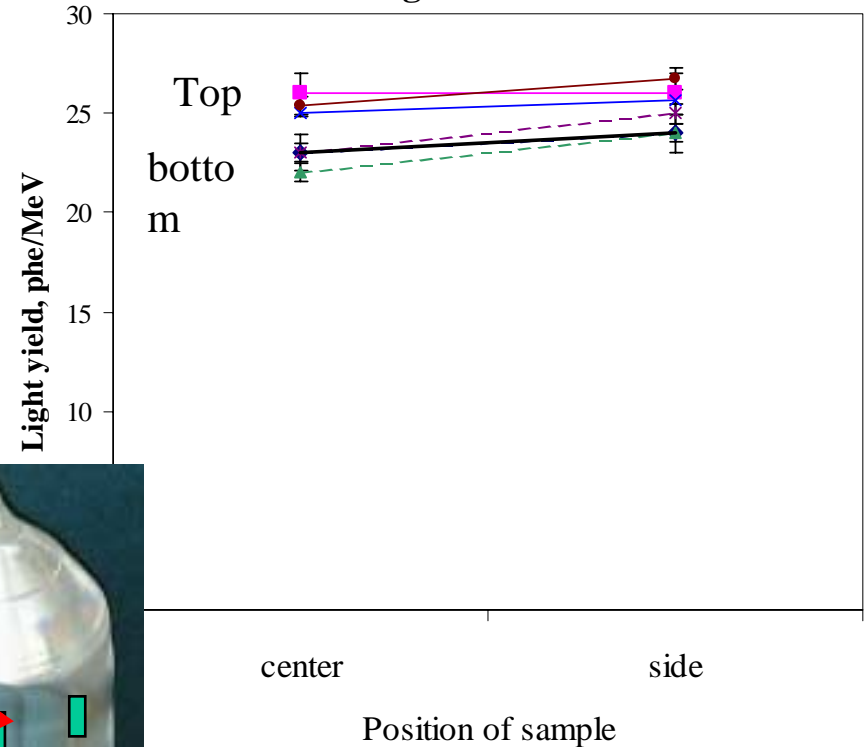 30
Top
25
botto
m
20
15
10
Light yield, phe/MeV
center side
Position of sample